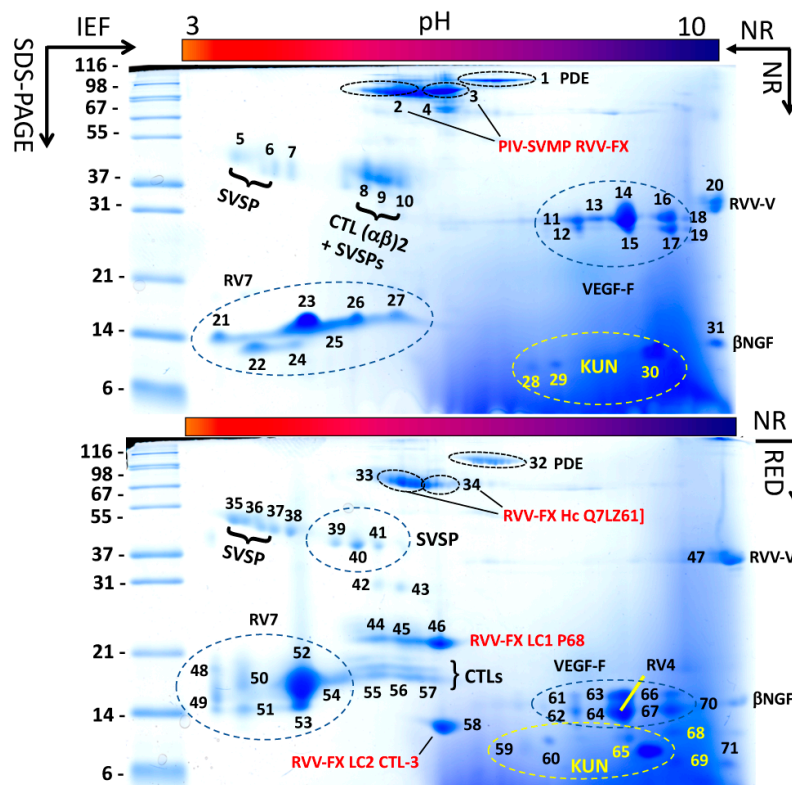 IEF
3
pH
10
NR
NR
SDS-PAGE
116 -
98 -
67 -
55 -
37 -
31 -
21 -
14 -
6 -
1 PDE
2
4
3
PIV-SVMP RVV-FX
5
6
7
SVSP
8
9
10
CTL (αβ)2
+ SVSPs
11
12
13
14
15
16
17
18
19
20
RVV-V
VEGF-F
RV7
21
22
23
24
25
26
27
28
29
KUN
30
31
βNGF
NR
RED
116 -
98 -
67 -
55 -
37 -
31 -
21 -
14 -
6 -
32 PDE
33
34
RVV-FX Hc Q7LZ61]
35
36
37
38
SVSP
39
40
41
SVSP
42
43
47
RVV-V
44
45
46
RVV-FX LC1 P68
RV7
48
49
50
51
52
53
54
55
56
57
CTLs
58
RVV-FX LC2 CTL-3
VEGF-F
RV4
61
62
63
64
66
67
70
βNGF
59
60
65
KUN
68
69
71